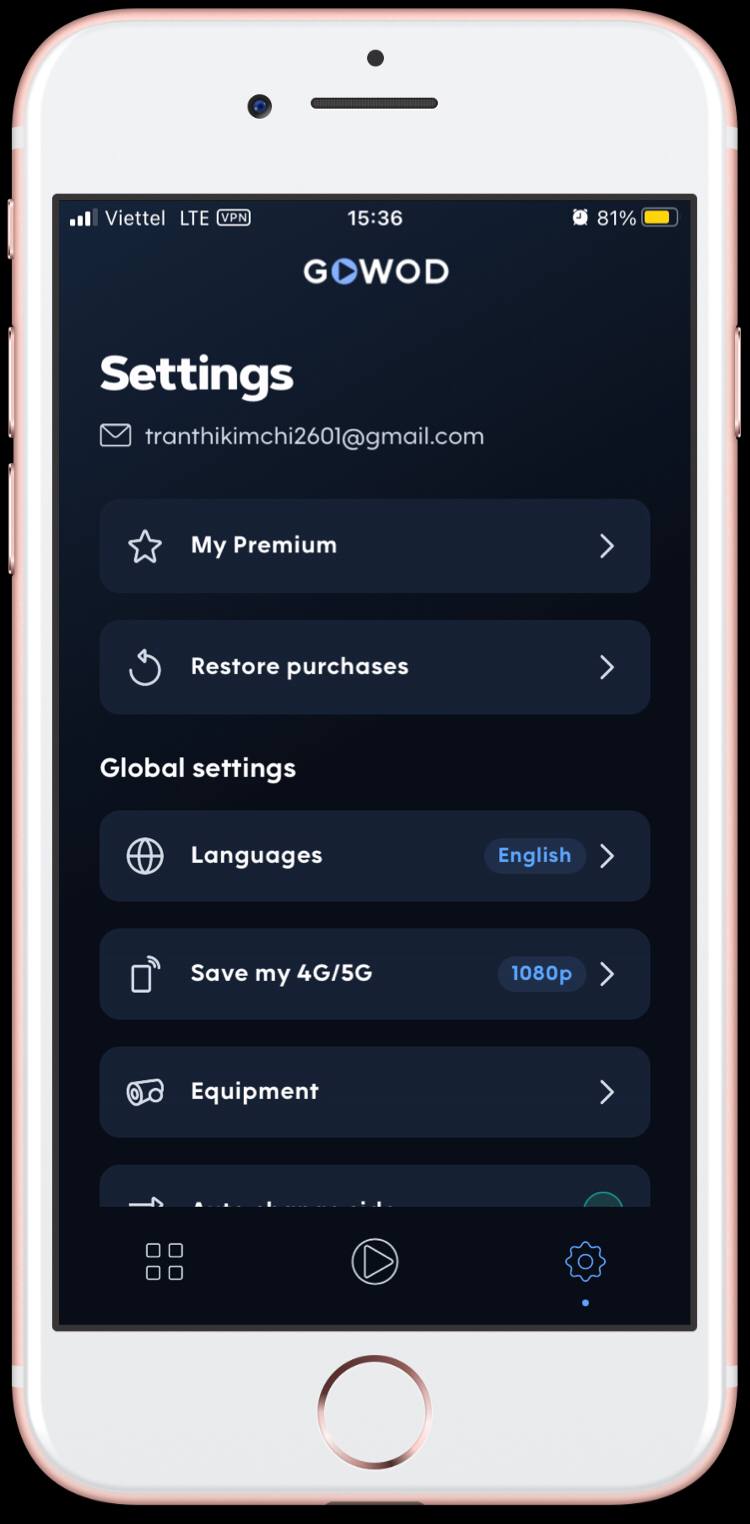 Viettel LTE VPN 15:36 81%
GOWOD
Settings
tranthikimchi2601@gmail.com
My Premium
Restore purchases
Global settings
Languages English
Save my 4G/5G 1080p
Equipment